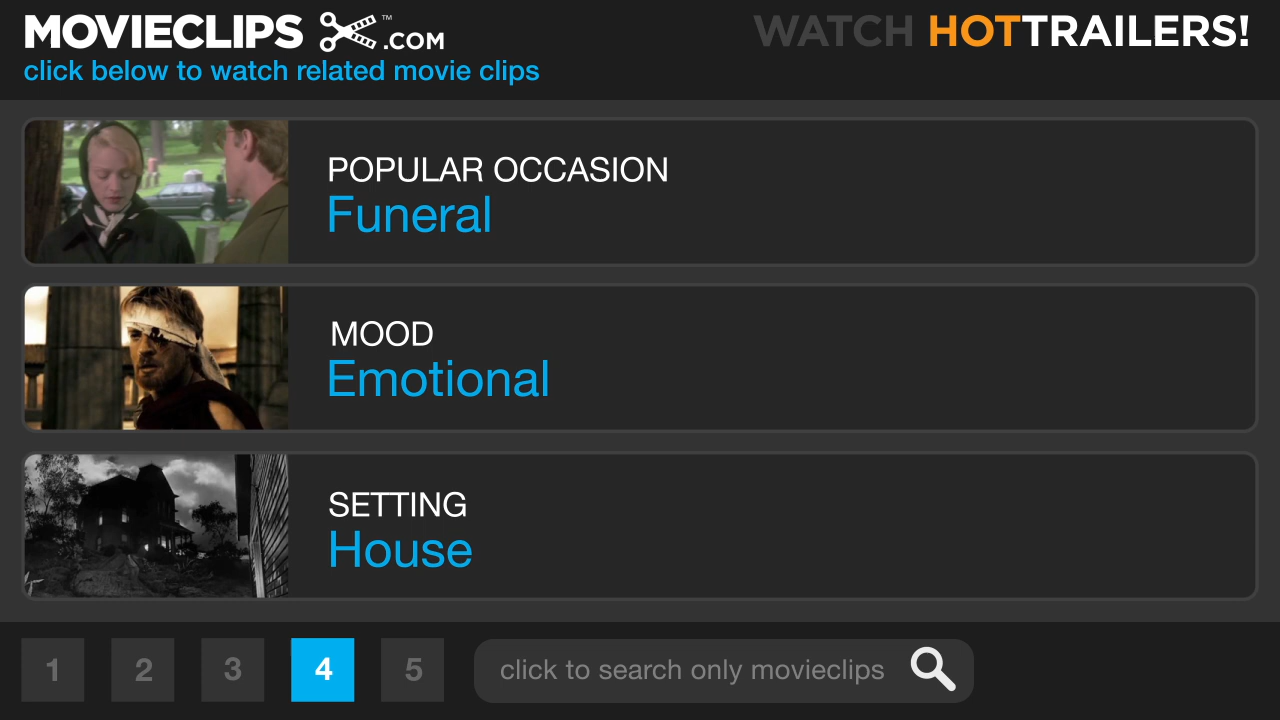 MOVIECLIPS ™ .COM
WATCH HOTTRAILERS!
click below to watch related movie clips
POPULAR OCCASION
Funeral
MOOD
Emotional
SETTING
House
1 2 3 4 5 click to search only movieclips